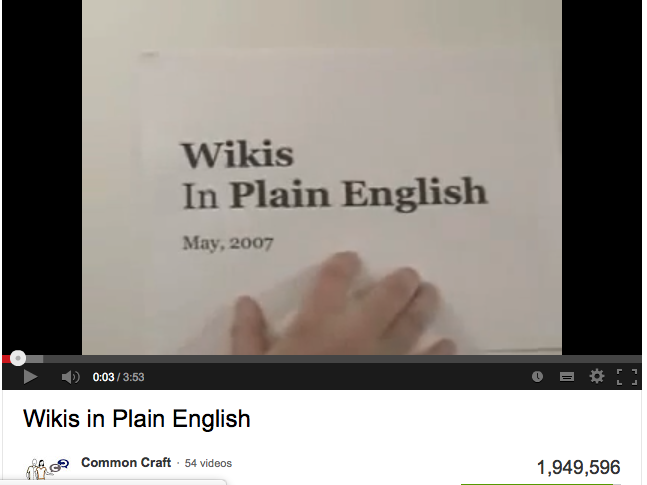 Wikis
In Plain English
May, 2007
0:03 / 3:53
Wikis in Plain English
Common Craft · 54 videos
1,949,596